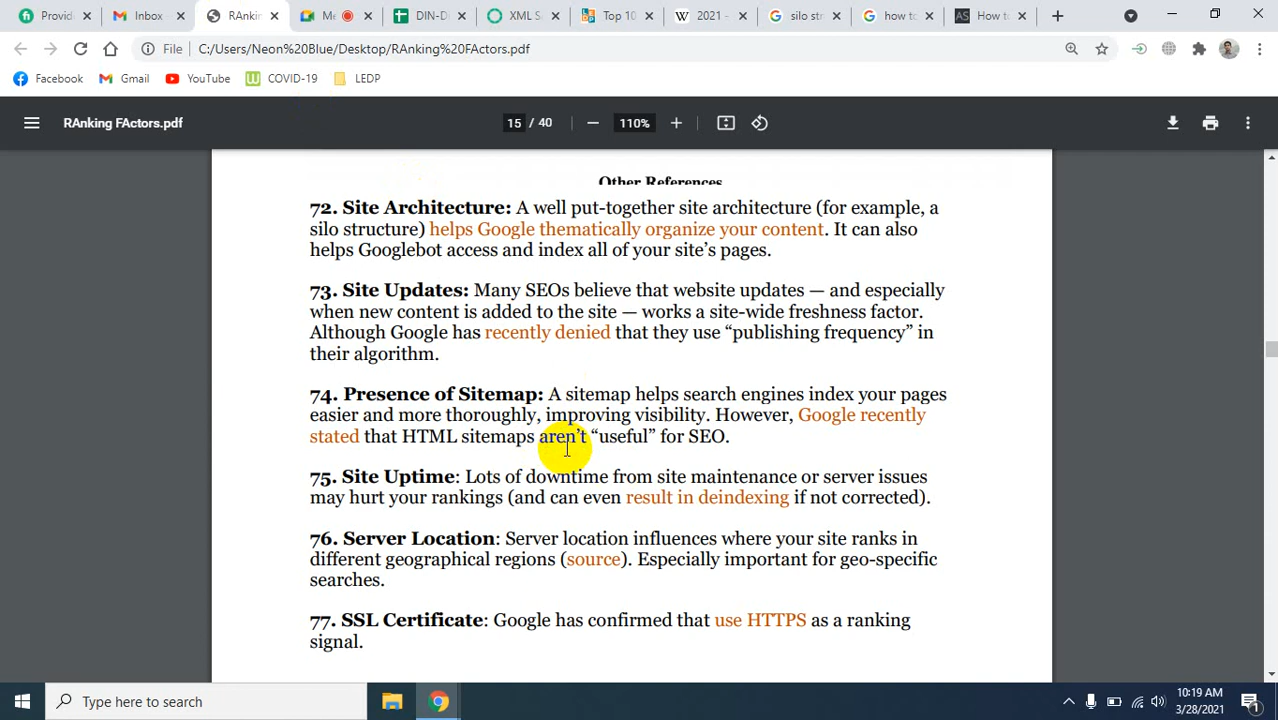 Provid
Inbox
RAnkin
Me
DIN-D
XML S
Top 10
2021 -
silo str
how to
How to
File
C:/Users/Neon%20Blue/Desktop/RAnking%20FActors.pdf
Facebook
Gmail
YouTube
COVID-19
LEDP
RAnking FActors.pdf
15 / 40
110%
Other References
72. Site Architecture: A well put-together site architecture (for example, a
silo structure) helps Google thematically organize your content. It can also
helps Googlebot access and index all of your site’s pages.
73. Site Updates: Many SEOs believe that website updates — and especially
when new content is added to the site — works a site-wide freshness factor.
Although Google has recently denied that they use “publishing frequency” in
their algorithm.
74. Presence of Sitemap: A sitemap helps search engines index your pages
easier and more thoroughly, improving visibility. However, Google recently
stated that HTML sitemaps aren’t “useful” for SEO.
75. Site Uptime: Lots of downtime from site maintenance or server issues
may hurt your rankings (and can even result in deindexing if not corrected).
76. Server Location: Server location influences where your site ranks in
different geographical regions (source). Especially important for geo-specific
searches.
77. SSL Certificate: Google has confirmed that use HTTPS as a ranking
signal.
Type here to search
10:19 AM
3/28/2021